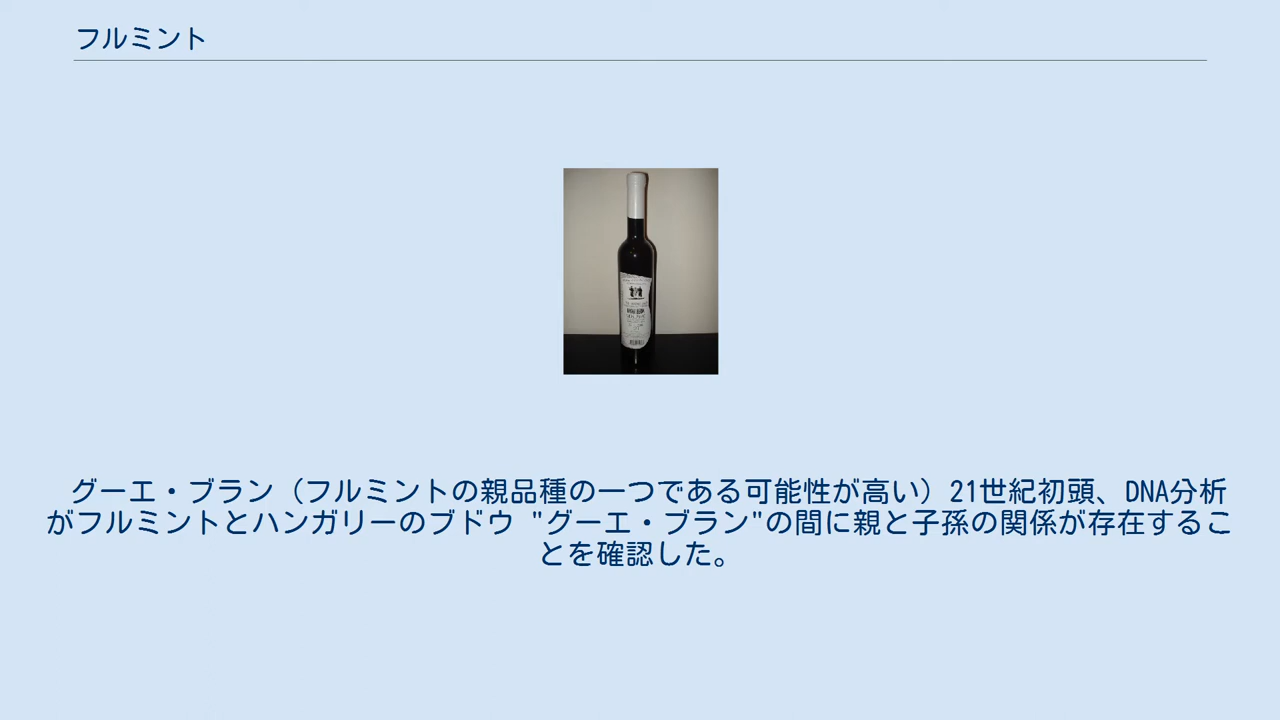 フルミント
グーエ・ブラン（フルミントの親品種の一つである可能性が高い）21世紀初頭、DNA分析
がフルミントとハンガリーのブドウ "グーエ・ブラン"の間に親と子孫の関係が存在するこ
とを確認した。